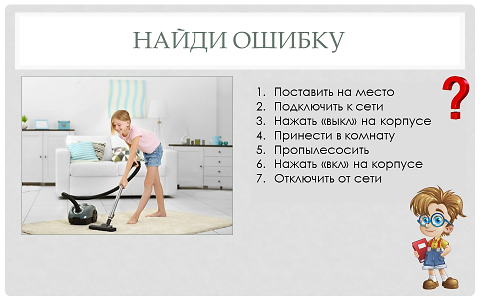 НАЙДИ ОШИБКУ
1. Поставить на место
2. Подключить к сети
3. Нажать «выкл» на корпусе
4. Принести в комнату
5. Пропылесосить
6. Нажать «вкл» на корпусе
7. Отключить от сети
?